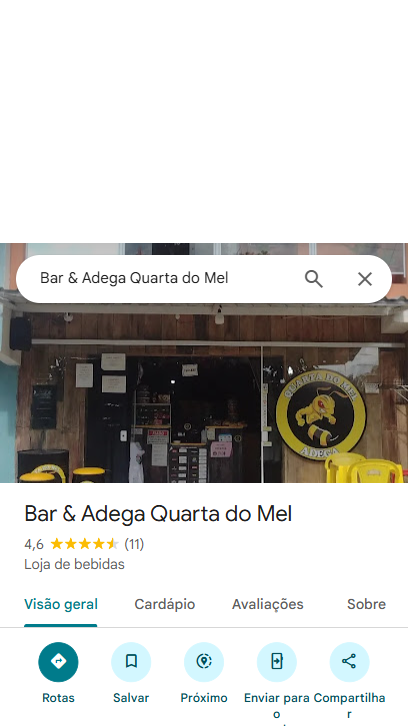 Bar & Adega Quarta do Mel
QUARTA DO MEL
ADEGA
Bar & Adega Quarta do Mel
4,6 (11)
Loja de bebidas
Visão geral
Cardápio
Avaliações
Sobre
Rotas
Salvar
Próximo
Enviar para
o
Compartilha
r